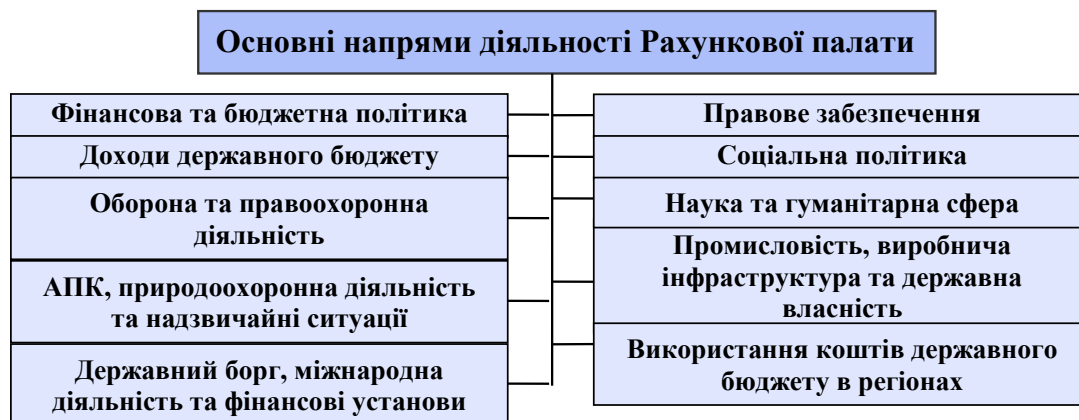 Основні напрями діяльності Рахункової палати
Фінансова та бюджетна політика
Доходи державного бюджету
Оборона та правоохоронна
діяльність
АПК, природоохоронна діяльність
та надзвичайні ситуації
Державний борг, міжнародна
діяльність та фінансові установи
Правове забезпечення
Соціальна політика
Наука та гуманітарна сфера
Промисловість, виробнича
інфраструктура та державна
власність
Використання коштів державного
бюджету в регіонах